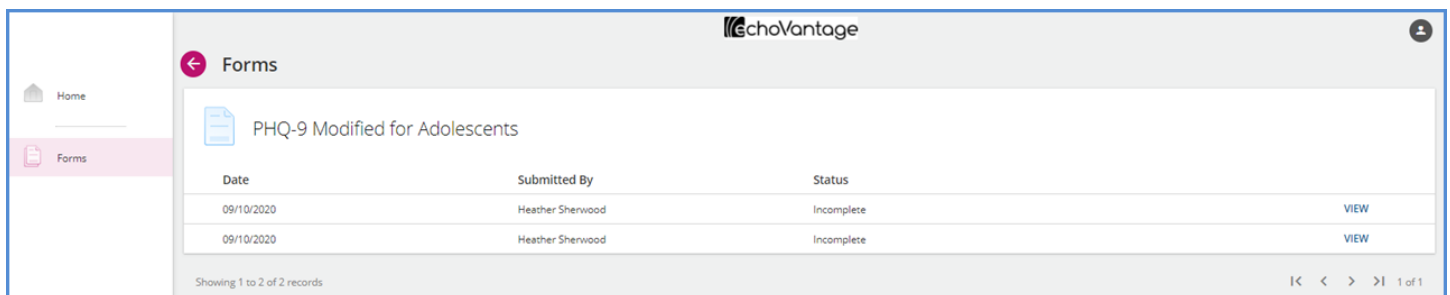 echoVantage
Forms
Home
Forms
PHQ-9 Modified for Adolescents
Date Submitted By Status
09/10/2020 Heather Sherwood Incomplete VIEW
09/10/2020 Heather Sherwood Incomplete VIEW
Showing 1 to 2 of 2 records 1 of 1